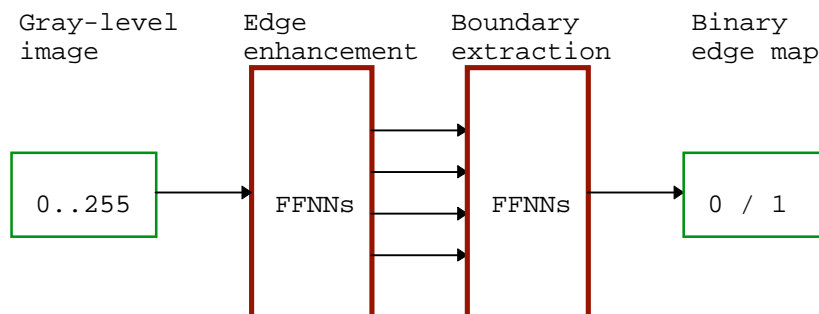 Gray-level
image
Edge
enhancement
Boundary
extraction
Binary
edge map
0..255
FFNNs
FFNNs
0 / 1